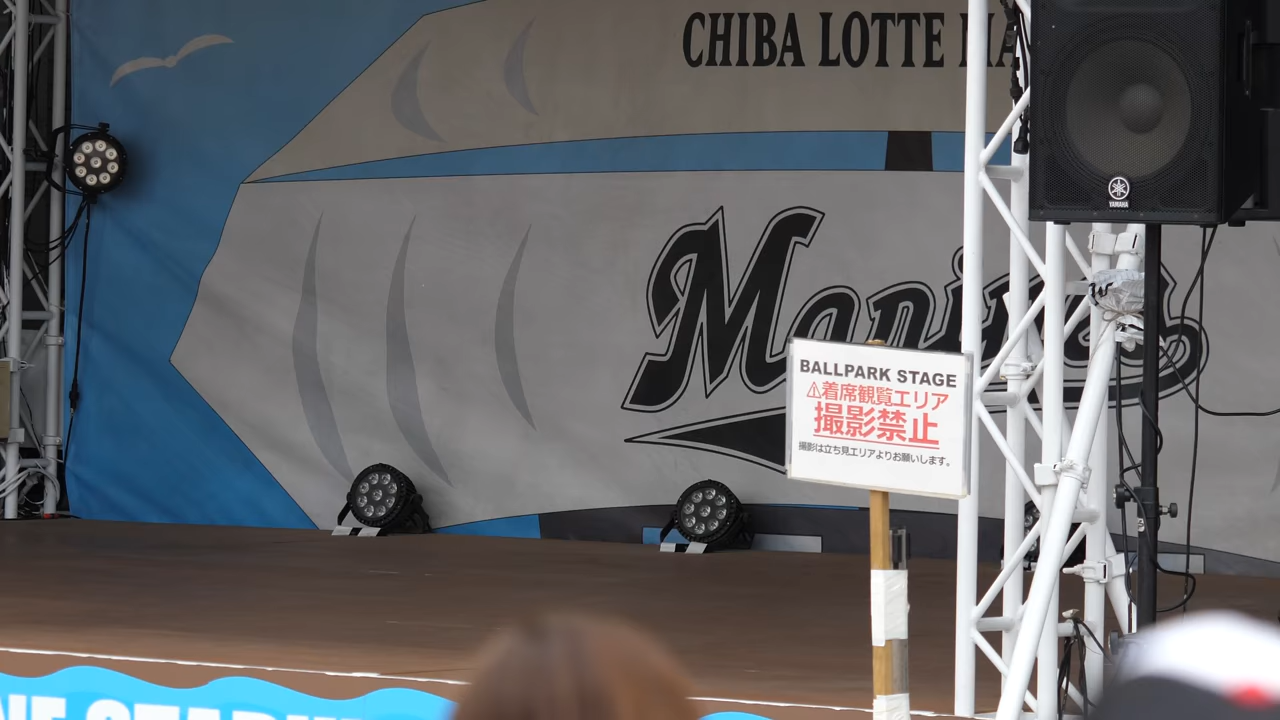 CHIBA LOTTE MA
Marines
YAMAHA
BALLPARK STAGE
⚠着席観覧エリア
撮影禁止
撮影は立ち見エリアよりお願いします。